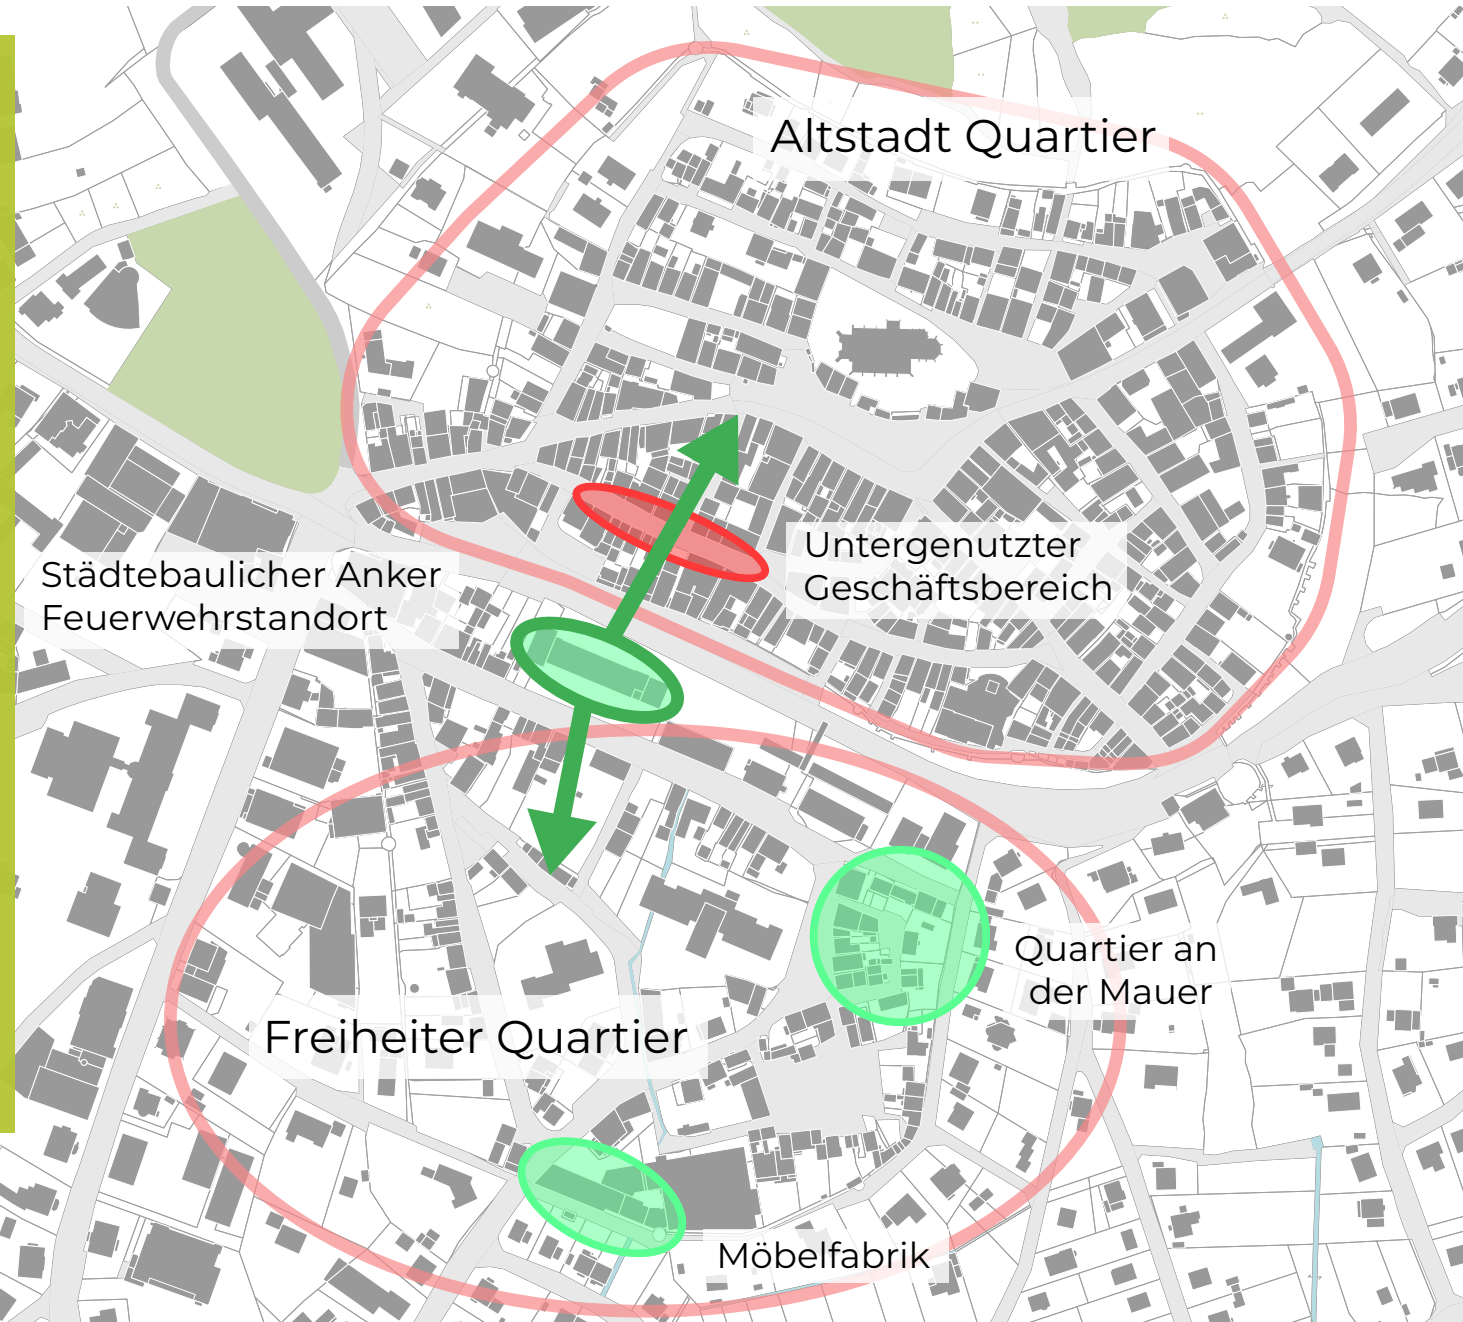 Altstadt Quartier
Untergenutzter
Geschäftsbereich
Städtebaulicher Anker
Feuerwehrstandort
Quartier an
der Mauer
Freiheiter Quartier
Möbelfabrik